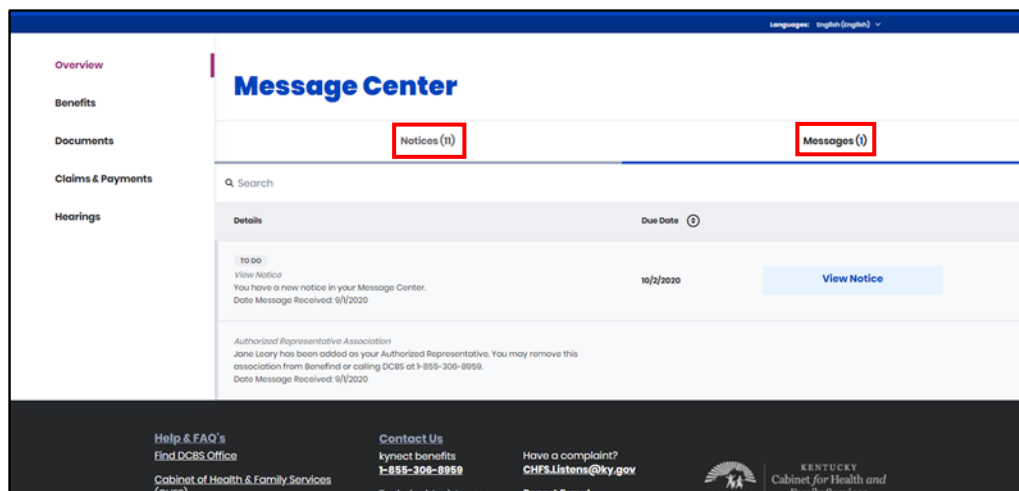 Languages: English (English)
Overview
Benefits
Documents
Claims & Payments
Hearings
Message Center
Notices (11)
Messages (1)
Search
Details
Due Date
TO DO
View Notice
You have a new notice in your Message Center.
Date Message Received: 9/1/2020
10/2/2020
View Notice
Authorized Representative Association
Jane Leary has been added as your Authorized Representative. You may remove this
association from Benefind or calling DCBS at 1-855-306-8959.
Date Message Received: 9/1/2020
Help & FAQ's
Find DCBS Office
Cabinet of Health & Family Services
Contact Us
kynect benefits
1-855-306-8959
Have a complaint?
CHFS.Listens@ky.gov
KENTUCKY
Cabinet for Health and